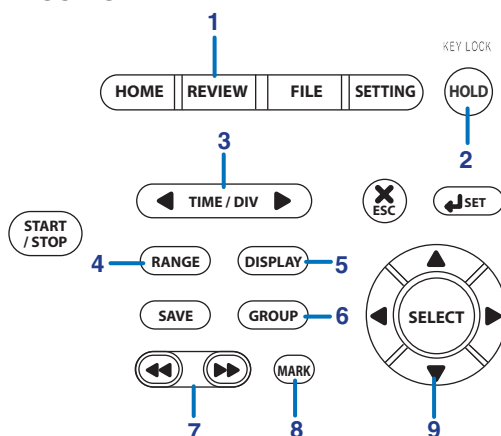 1
KEY LOCK
HOME REVIEW FILE SETTING HOLD
2
3
TIME / DIV
ESC
SET
START
/ STOP
4 RANGE DISPLAY 5
SAVE GROUP 6
SELECT
MARK
7 8 9